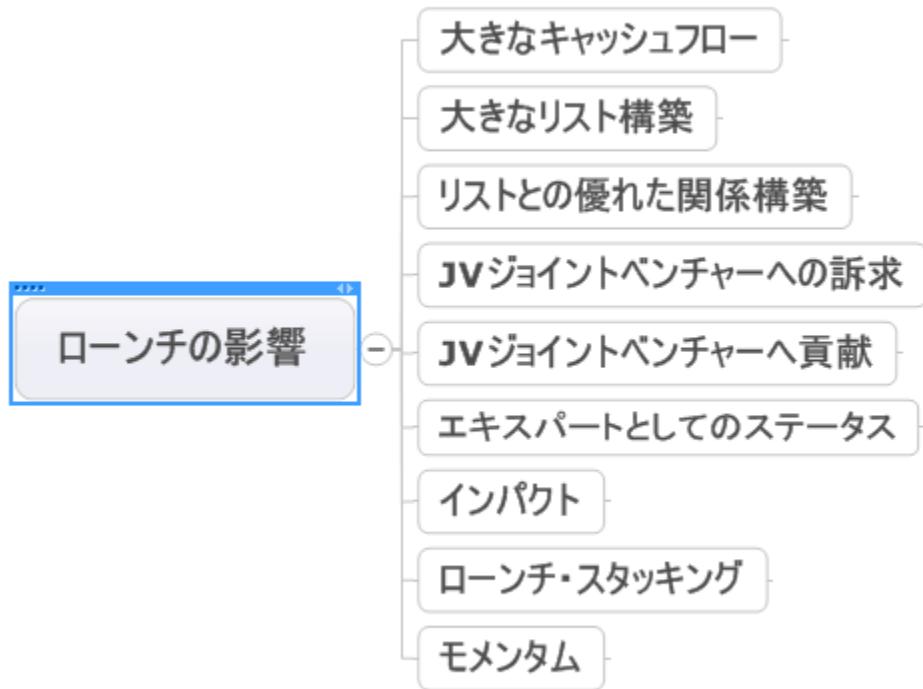 大きなキャッシュフロー
大きなリスト構築
リストとの優れた関係構築
JVジョイントベンチャーへの訴求
ローンチの影響
JVジョイントベンチャーへ貢献
エキスパートとしてのステータス
インパクト
ローンチ・スタッキング
モメンタム